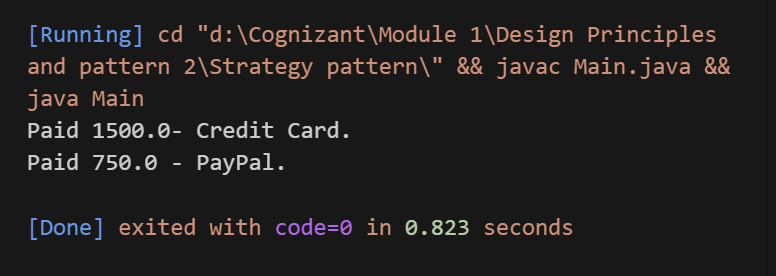 [Running] cd "d:\Cognizant\Module 1\Design Principles
and pattern 2\Strategy pattern\" && javac Main.java &&
java Main
Paid 1500.0- Credit Card.
Paid 750.0 - PayPal.
[Done] exited with code=0 in 0.823 seconds